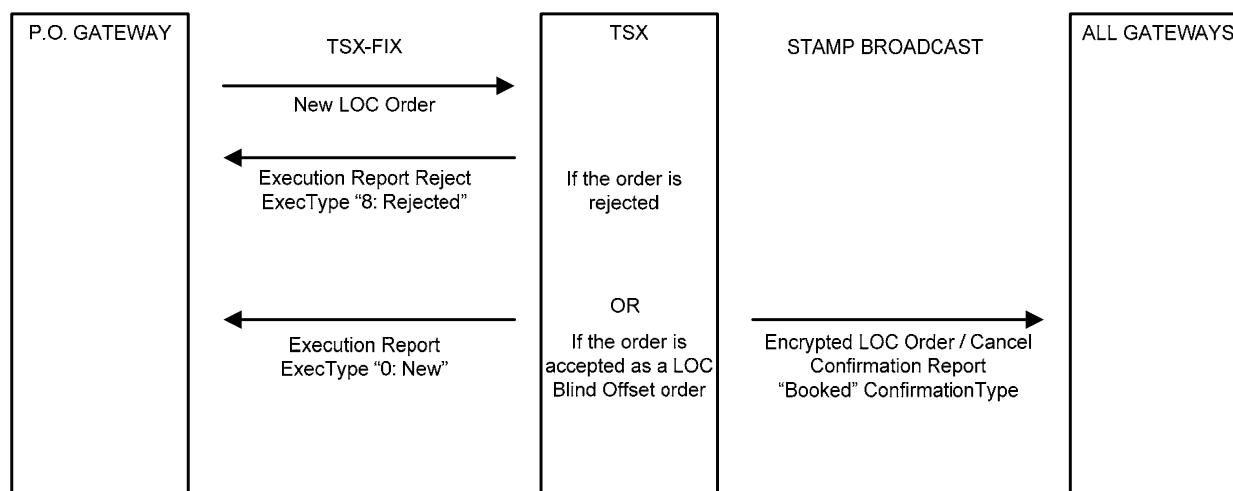 P.O. GATEWAY
TSX-FIX
TSX
STAMP BROADCAST
ALL GATEWAYS
New LOC Order
Execution Report Reject
ExecType “8: Rejected”
If the order is
rejected
OR
Execution Report
ExecType “0: New”
If the order is
accepted as a LOC
Blind Offset order
Encrypted LOC Order / Cancel
Confirmation Report
“Booked” ConfirmationType